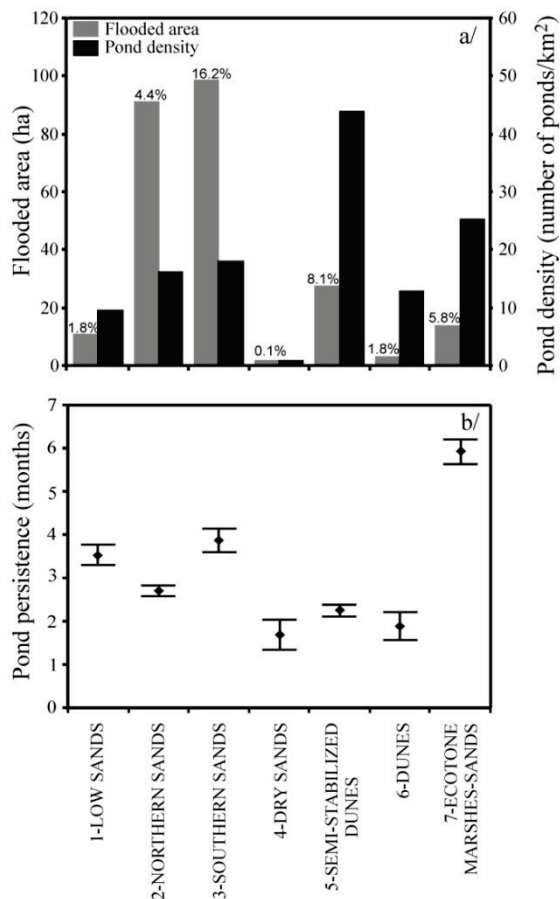 a/
Flooded area
Pond density
Flooded area (ha)
120
100
80
60
40
20
0
Pond density (number of ponds/km²)
60
50
40
30
20
10
0
1.8%
4.4%
16.2%
0.1%
8.1%
1.8%
5.8%
b/
Pond persistence (months)
7
6
5
4
3
2
1
0
1-LOW SANDS
2-NORTHERN SANDS
3-SOUTHERN SANDS
4-DRY SANDS
5-SEMI-STABILIZED
DUNES
6-DUNES
7-ECOTONE
MARSHES-SANDS